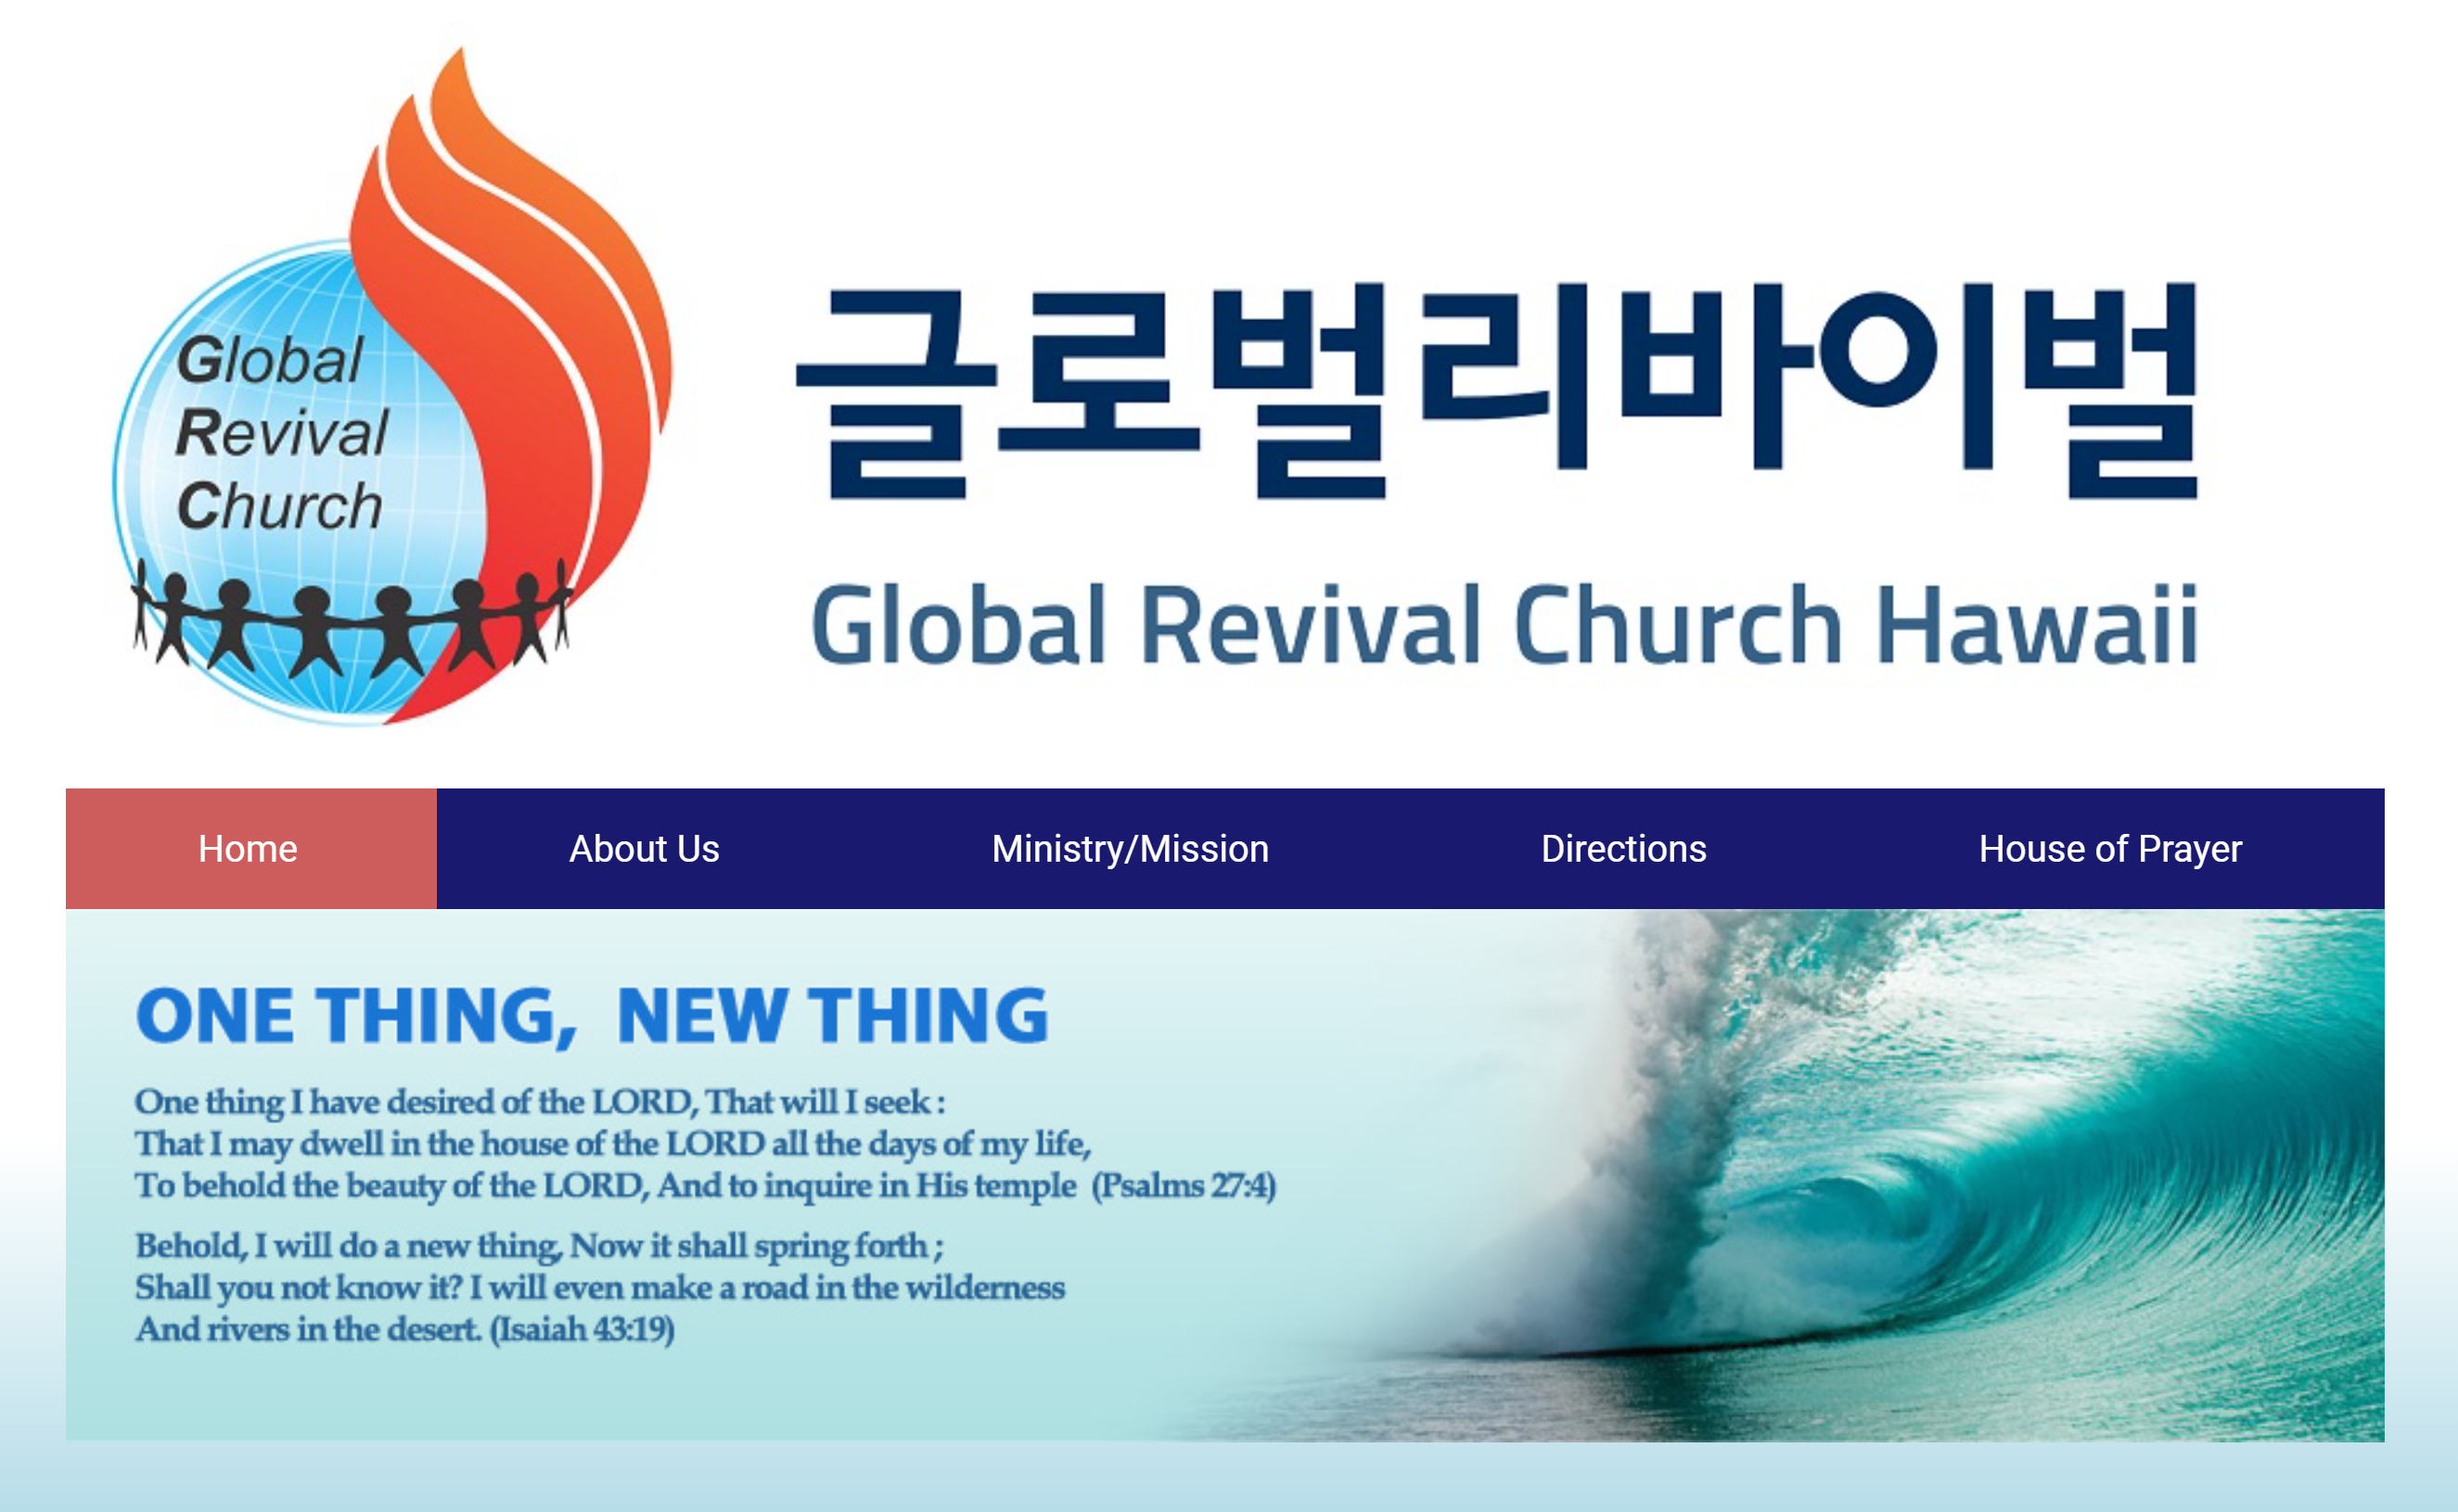 Global
Revival
Church
글로벌리바이벌
Global Revival Church Hawaii
Home
About Us
Ministry/Mission
Directions
House of Prayer
ONE THING, NEW THING
One thing I have desired of the LORD, That will I seek :
That I may dwell in the house of the LORD all the days of my life,
To behold the beauty of the LORD, And to inquire in His temple (Psalms 27:4)
Behold, I will do a new thing, Now it shall spring forth ;
Shall you not know it? I will even make a road in the wilderness
And rivers in the desert. (Isaiah 43:19)